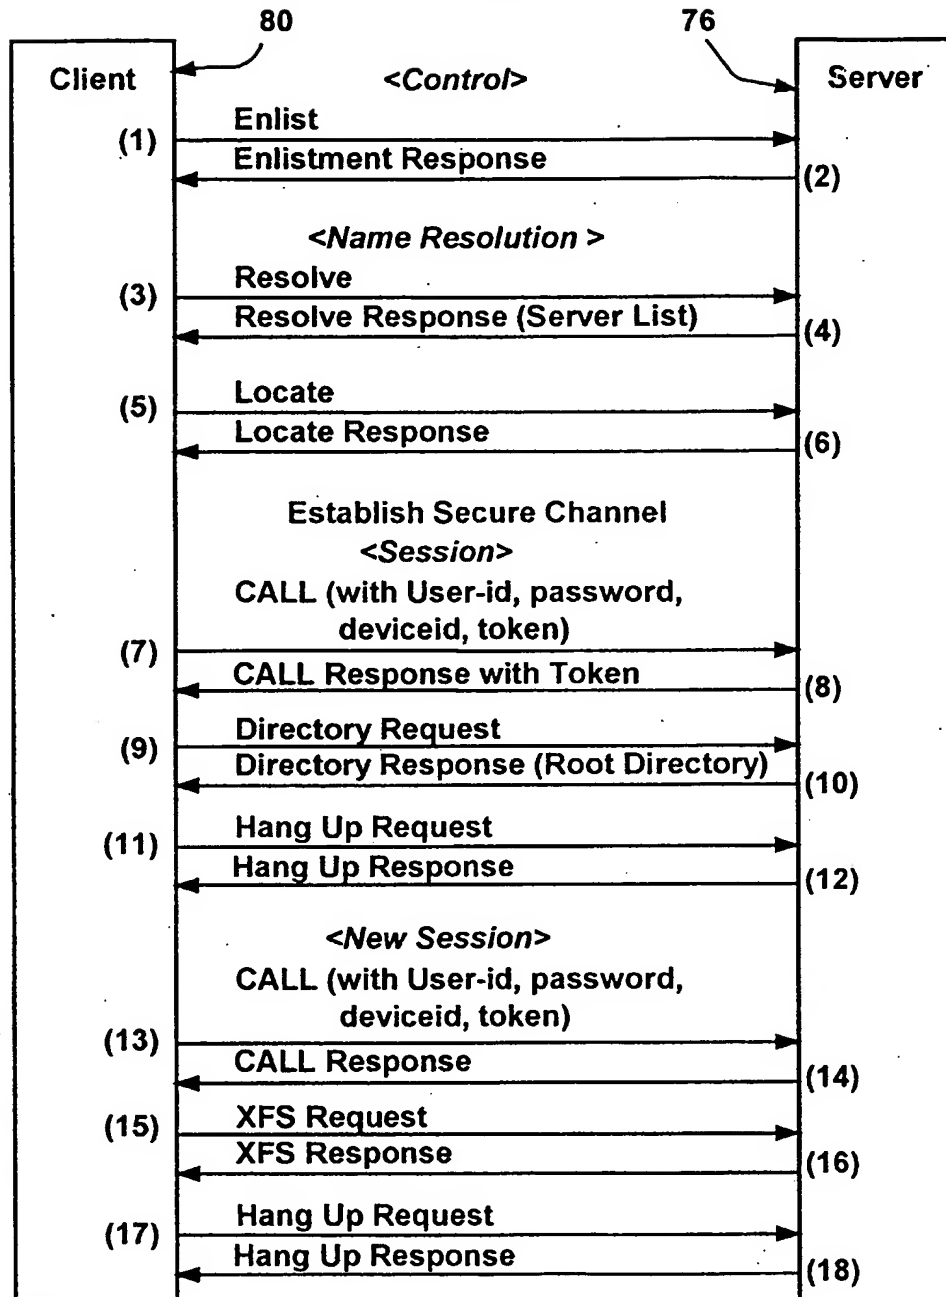 80
76
Client
<Control>
Server
Enlist
(1)
Enlistment Response
(2)
<Name Resolution >
Resolve
(3)
Resolve Response (Server List)
(4)
Locate
(5)
Locate Response
(6)
Establish Secure Channel
<Session>
CALL (with User-id, password,
deviceid, token)
(7)
CALL Response with Token
(8)
Directory Request
(9)
Directory Response (Root Directory)
(10)
Hang Up Request
(11)
Hang Up Response
(12)
<New Session>
CALL (with User-id, password,
deviceid, token)
(13)
CALL Response
(14)
XFS Request
(15)
XFS Response
(16)
Hang Up Request
(17)
Hang Up Response
(18)